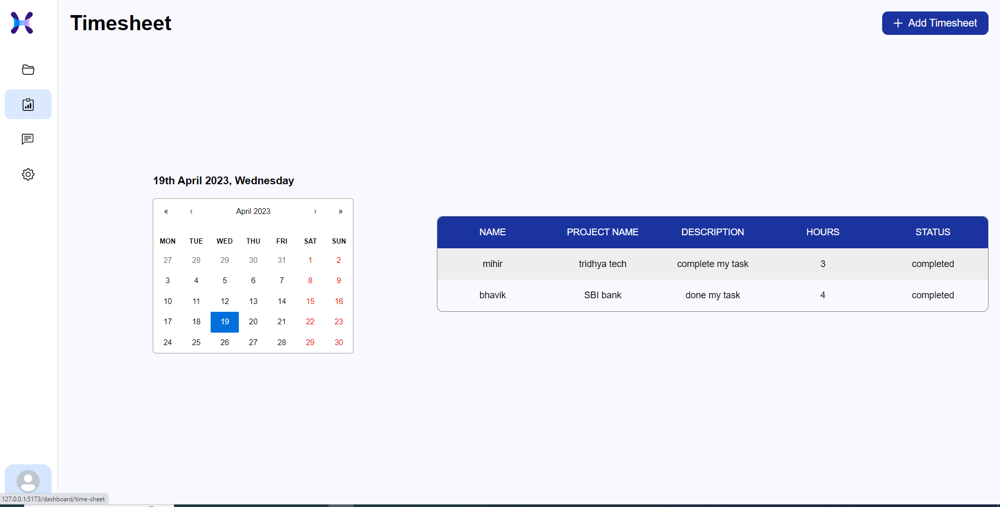 Timesheet
+ Add Timesheet
19th April 2023, Wednesday
« ‹ April 2023 › »
MON TUE WED THU FRI SAT SUN
27 28 29 30 31 1 2
3 4 5 6 7 8 9
10 11 12 13 14 15 16
17 18 19 20 21 22 23
24 25 26 27 28 29 30
NAME PROJECT NAME DESCRIPTION HOURS STATUS
mihir tridhya tech complete my task 3 completed
bhavik SBI bank done my task 4 completed
127.0.0.1:5173/dashboard/time-sheet